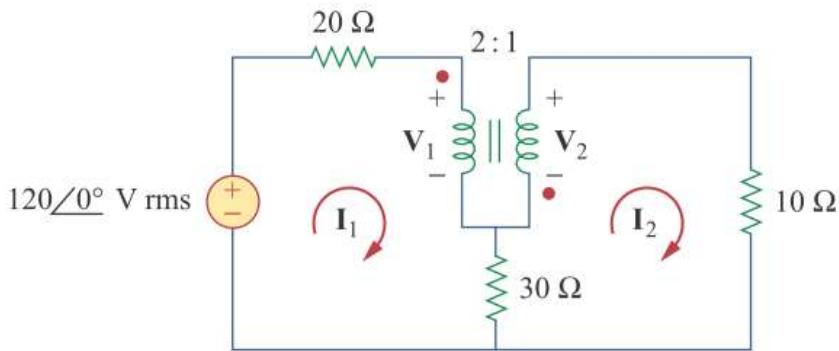 20 Ω
2 : 1
+ +
V₁ V₂
− −
120∠0° V rms
+
−
I₁
I₂
10 Ω
30 Ω